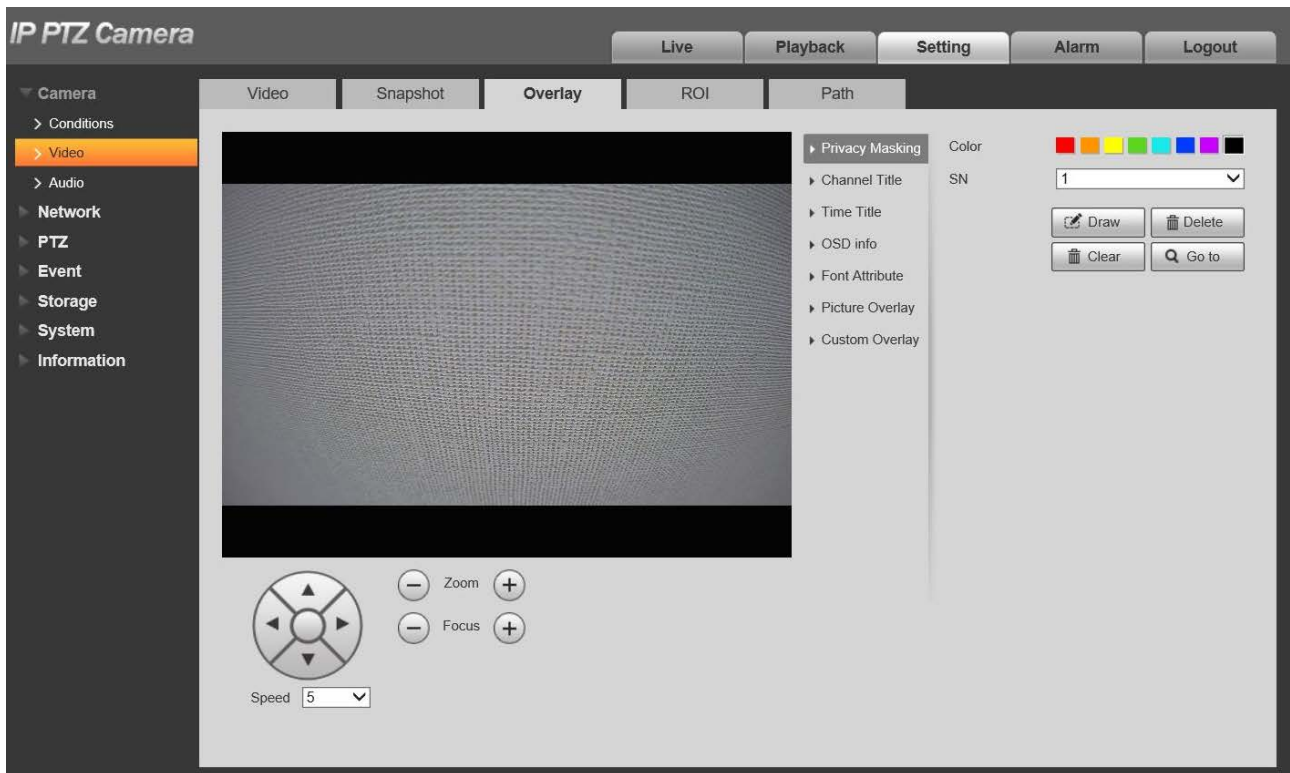 IP PTZ Camera
Live
Playback
Setting
Alarm
Logout
Camera
Conditions
Video
Audio
Network
PTZ
Event
Storage
System
Information
Video
Snapshot
Overlay
ROI
Path
Privacy Masking
Channel Title
Time Title
OSD info
Font Attribute
Picture Overlay
Custom Overlay
Color
SN 1
Draw Delete
Clear Go to
Zoom
Focus
Speed 5